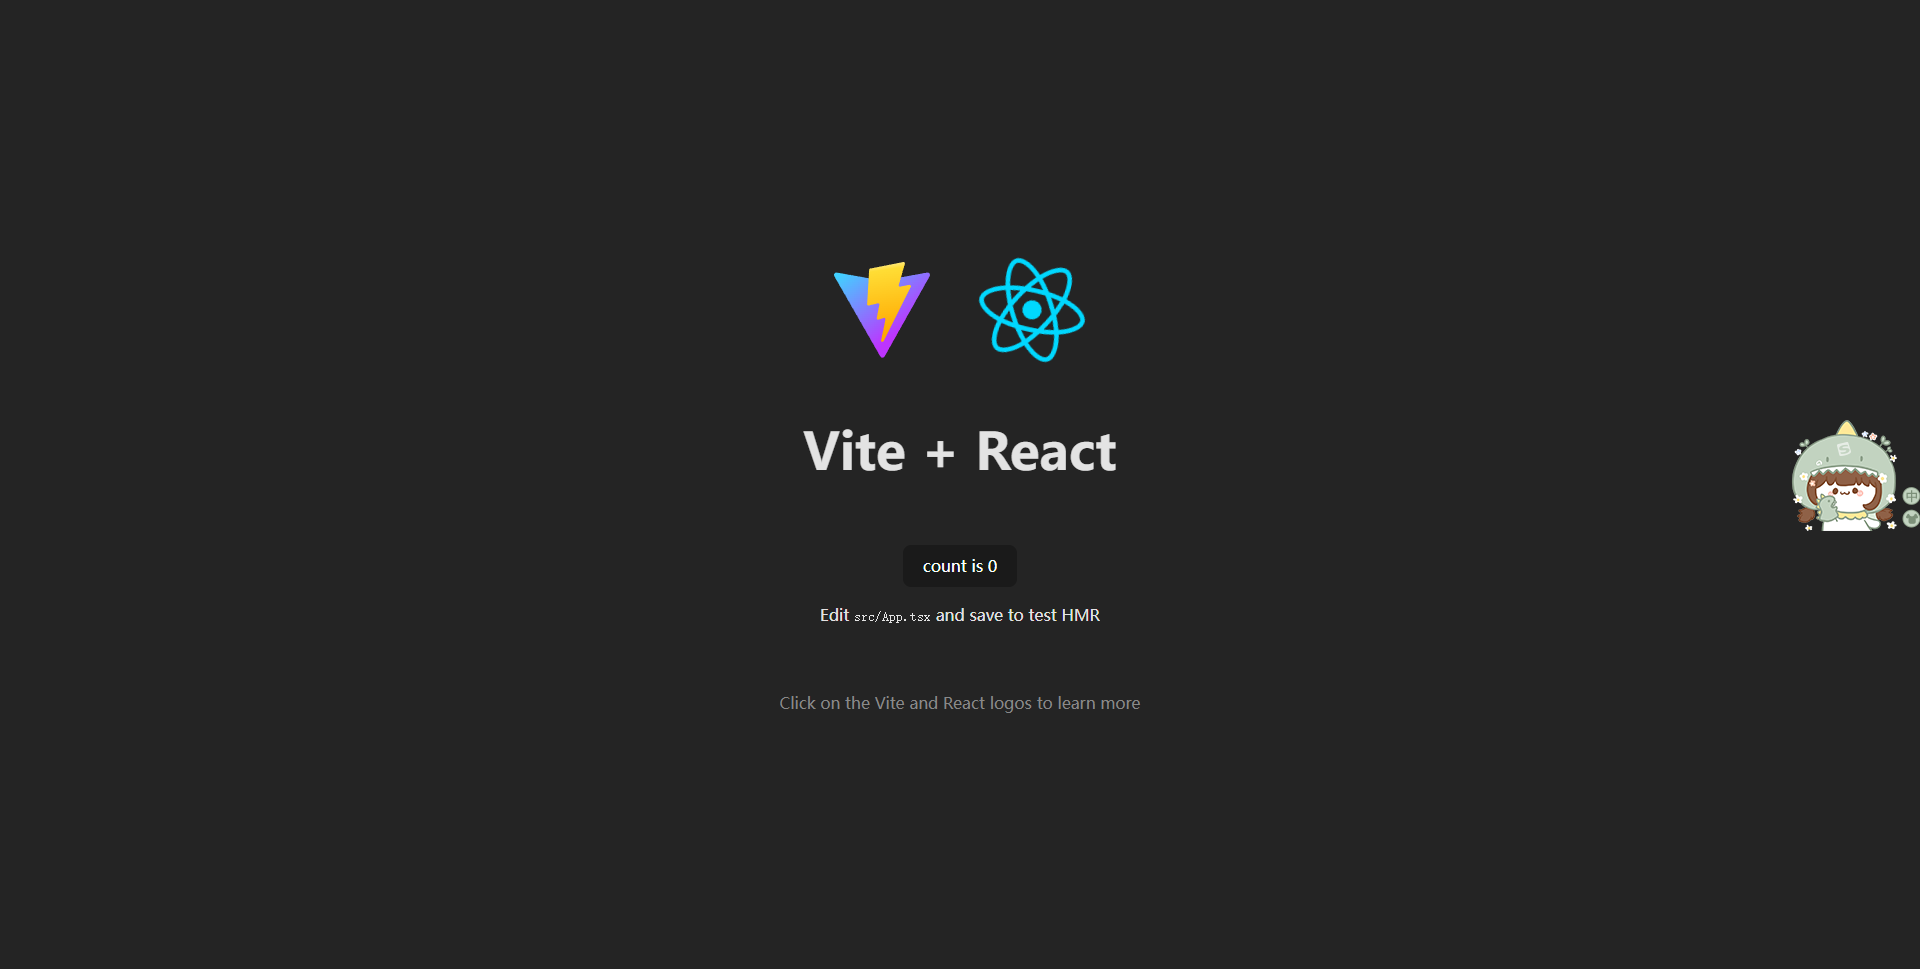 Vite + React
count is 0
Edit src/App.tsx and save to test HMR
Click on the Vite and React logos to learn more
S
中